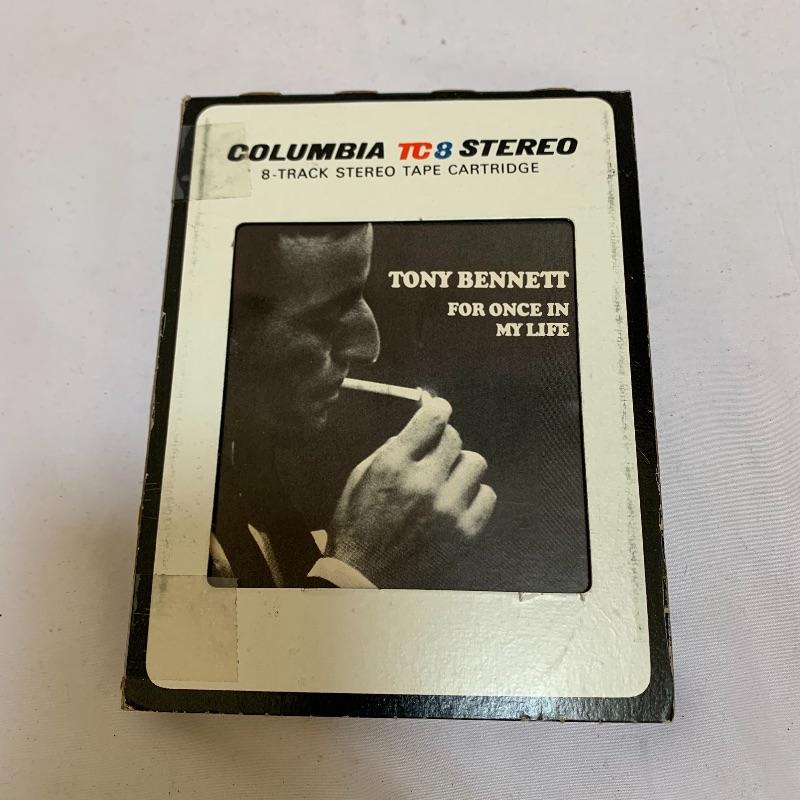 COLUMBIA TC8 STEREO
8-TRACK STEREO TAPE CARTRIDGE
TONY BENNETT
FOR ONCE IN
MY LIFE